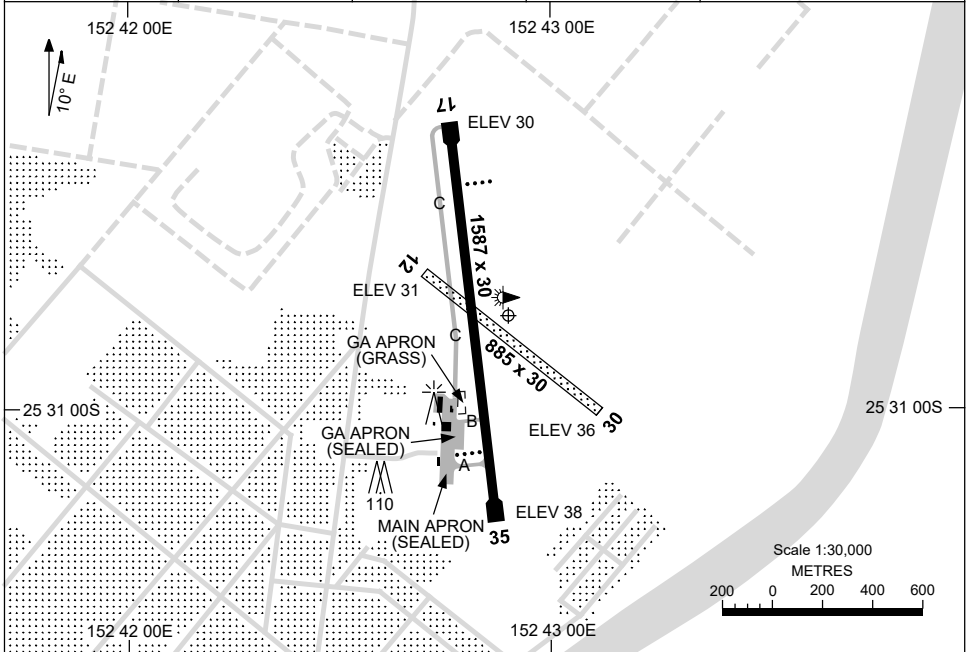 152 42 00E
152 43 00E
10° E
17
ELEV 30
C
1587 x 30
12
ELEV 31
C
GA APRON
(GRASS)
885 x 30
25 31 00S
25 31 00S
B
ELEV 36
30
GA APRON
(SEALED)
A
110
ELEV 38
MAIN APRON
(SEALED)
35
Scale 1:30,000
METRES
200
0
200
400
600
152 42 00E
152 43 00E